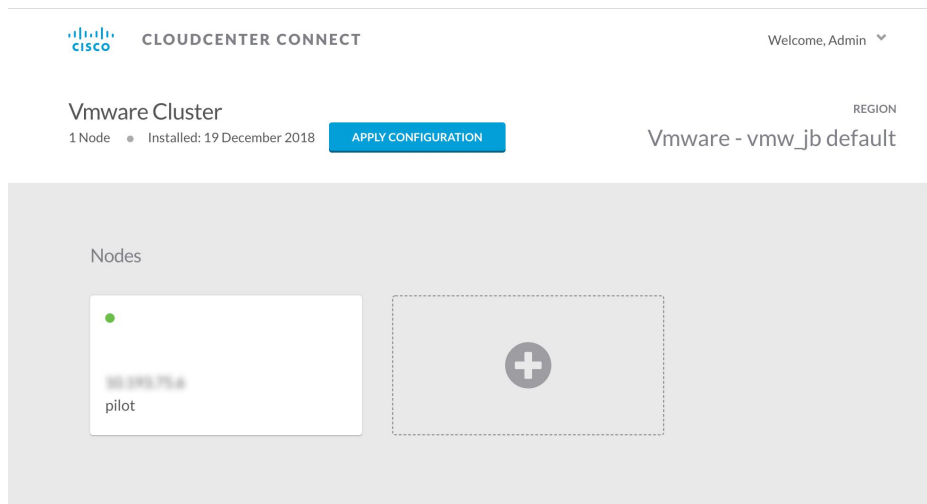 CISCO CLOUDCENTER CONNECT
Welcome, Admin
Vmware Cluster
1 Node Installed: 19 December 2018 APPLY CONFIGURATION
REGION
Vmware - vmw_jb default
Nodes
pilot